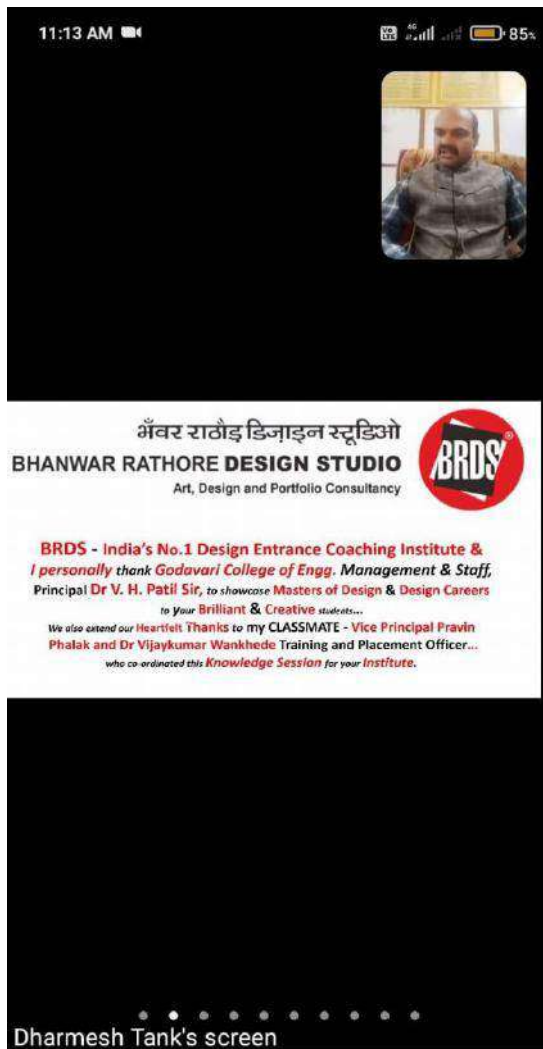 11:13 AM
Vo LTE 4G 85%
भँवर राठौड़ डिज़ाइन स्टूडिओ
BHANWAR RATHORE DESIGN STUDIO
Art, Design and Portfolio Consultancy
BRDS®
BRDS - India's No.1 Design Entrance Coaching Institute &
I personally thank Godavari College of Engg. Management & Staff,
Principal Dr V. H. Patil Sir, to showcase Masters of Design & Design Careers
to your Brilliant & Creative students...
We also extend our Heartfelt Thanks to my CLASSMATE - Vice Principal Pravin
Phalak and Dr Vijaykumar Wankhede Training and Placement Officer...
who co-ordinated this Knowledge Session for your Institute.
Dharmesh Tank's screen